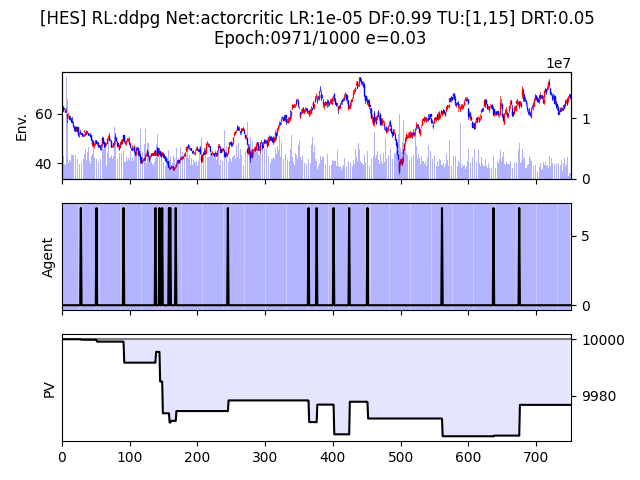 [HES] RL:ddpg Net:actorcritic LR:1e-05 DF:0.99 TU:[1,15] DRT:0.05
Epoch:0971/1000 e=0.03
1e7
Env.
60
40
1
0
Agent
5
0
PV
10000
9980
0 100 200 300 400 500 600 700